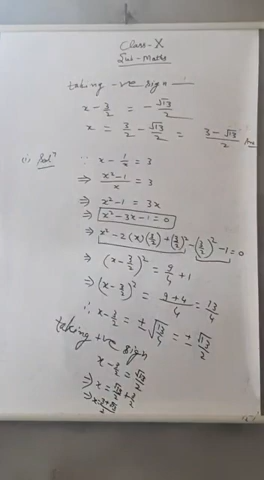 Class-X
Sub-Maths
taking -ve sign
x - 3/2 = -√13/2
x = 3/2 - √13/2 = 3-√13/2 Ans
(i) Solⁿ ∵ x - 1/x = 3
⇒ x²-1/x = 3
⇒ x²-1 = 3x
⇒ x²-3x-1=0
⇒ x²-2(x)(3/2)+(3/2)²-(3/2)²-1=0
⇒ (x-3/2)² = 9/4 + 1
⇒ (x-3/2)² = 9+4/4 = 13/4
∴ x-3/2 = ±√13/4 = ±√13/2
taking +ve sign
x-3/2 = √13/2
⇒ x = √13/2 + 3/2